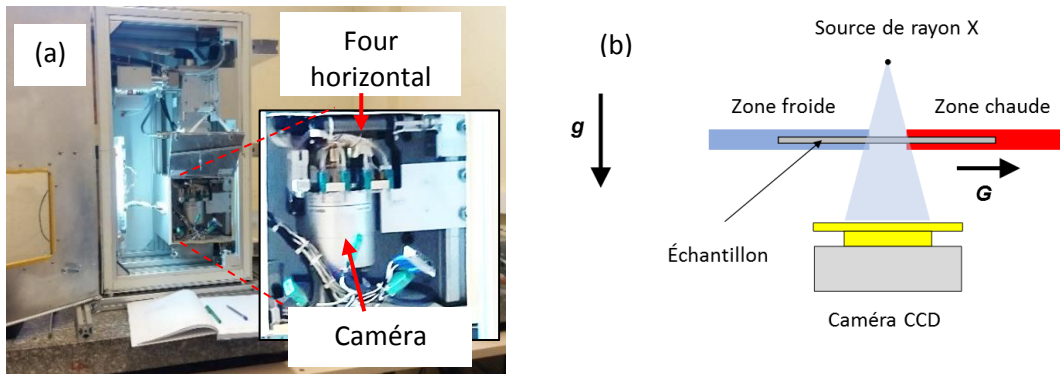 (a)
Four
horizontal
Caméra
(b)
Source de rayon X
Zone froide
Zone chaude
g
G
Échantillon
Caméra CCD